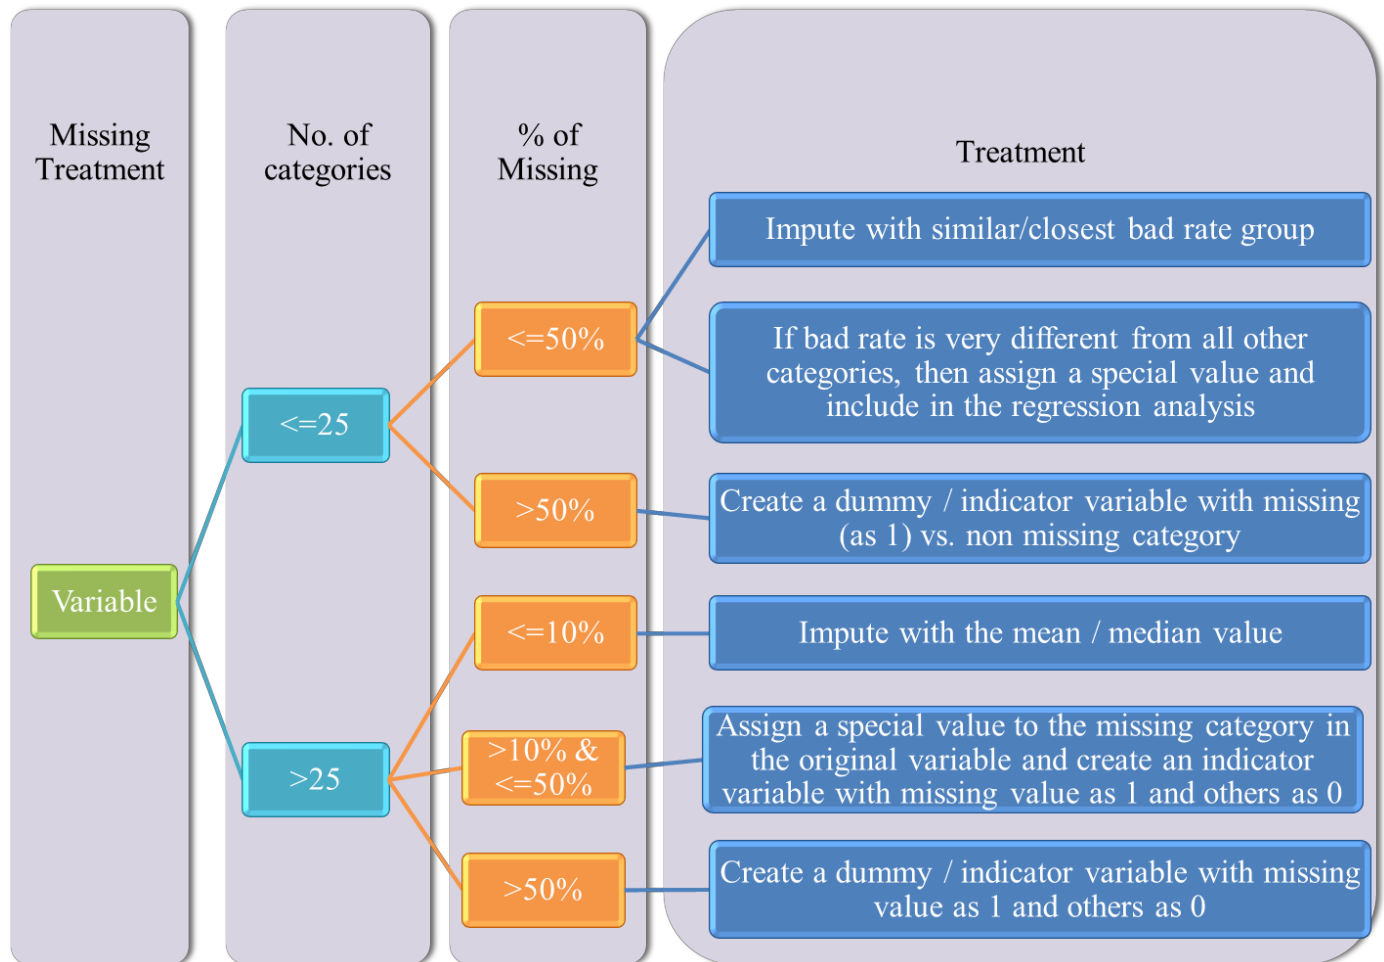 Missing
Treatment
No. of
categories
% of
Missing
Treatment
Impute with similar/closest bad rate group
<=50%
If bad rate is very different from all other
categories, then assign a special value and
include in the regression analysis
<=25
>50%
Create a dummy / indicator variable with missing
(as 1) vs. non missing category
Variable
<=10%
Impute with the mean / median value
>25
>10% &
<=50%
Assign a special value to the missing category in
the original variable and create an indicator
variable with missing value as 1 and others as 0
>50%
Create a dummy / indicator variable with missing
value as 1 and others as 0